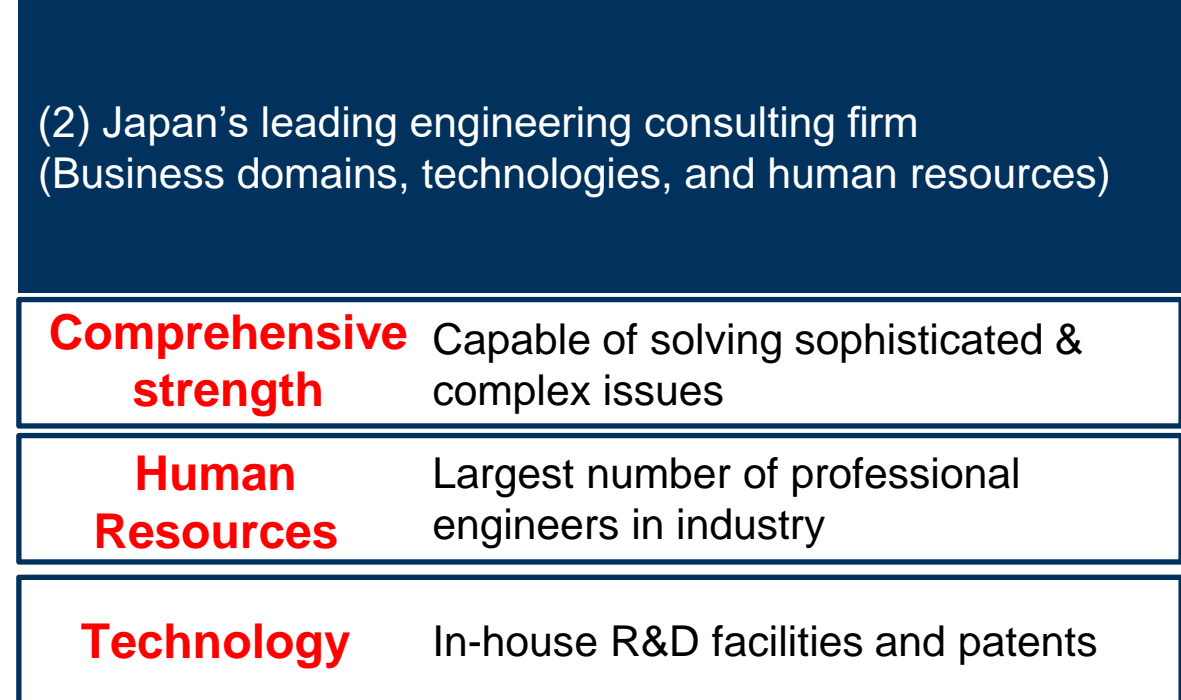 (2) Japan’s leading engineering consulting firm
(Business domains, technologies, and human resources)
Comprehensive
strength
Capable of solving sophisticated &
complex issues
Human
Resources
Largest number of professional
engineers in industry
Technology
In-house R&D facilities and patents